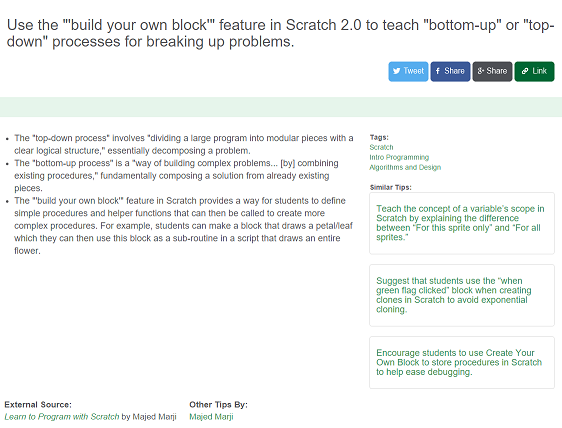 Use the "'build your own block'" feature in Scratch 2.0 to teach "bottom-up" or "top-
down" processes for breaking up problems.
Tweet
Share
Share
Link
The "top-down process" involves "dividing a large program into modular pieces with a
clear logical structure," essentially decomposing a problem.
The "bottom-up process" is a "way of building complex problems... [by] combining
existing procedures," fundamentally composing a solution from already existing
pieces.
The "'build your own block'" feature in Scratch provides a way for students to define
simple procedures and helper functions that can then be called to create more
complex procedures. For example, students can make a block that draws a petal/leaf
which they can then use this block as a sub-routine in a script that draws an entire
flower.
Tags:
Scratch
Intro Programming
Algorithms and Design
Similar Tips:
Teach the concept of a variable's scope in
Scratch by explaining the difference
between “For this sprite only” and “For all
sprites.”
Suggest that students use the “when
green flag clicked” block when creating
clones in Scratch to avoid exponential
cloning.
Encourage students to use Create Your
Own Block to store procedures in Scratch
to help ease debugging.
External Source:
Learn to Program with Scratch by Majed Marji
Other Tips By:
Majed Marji